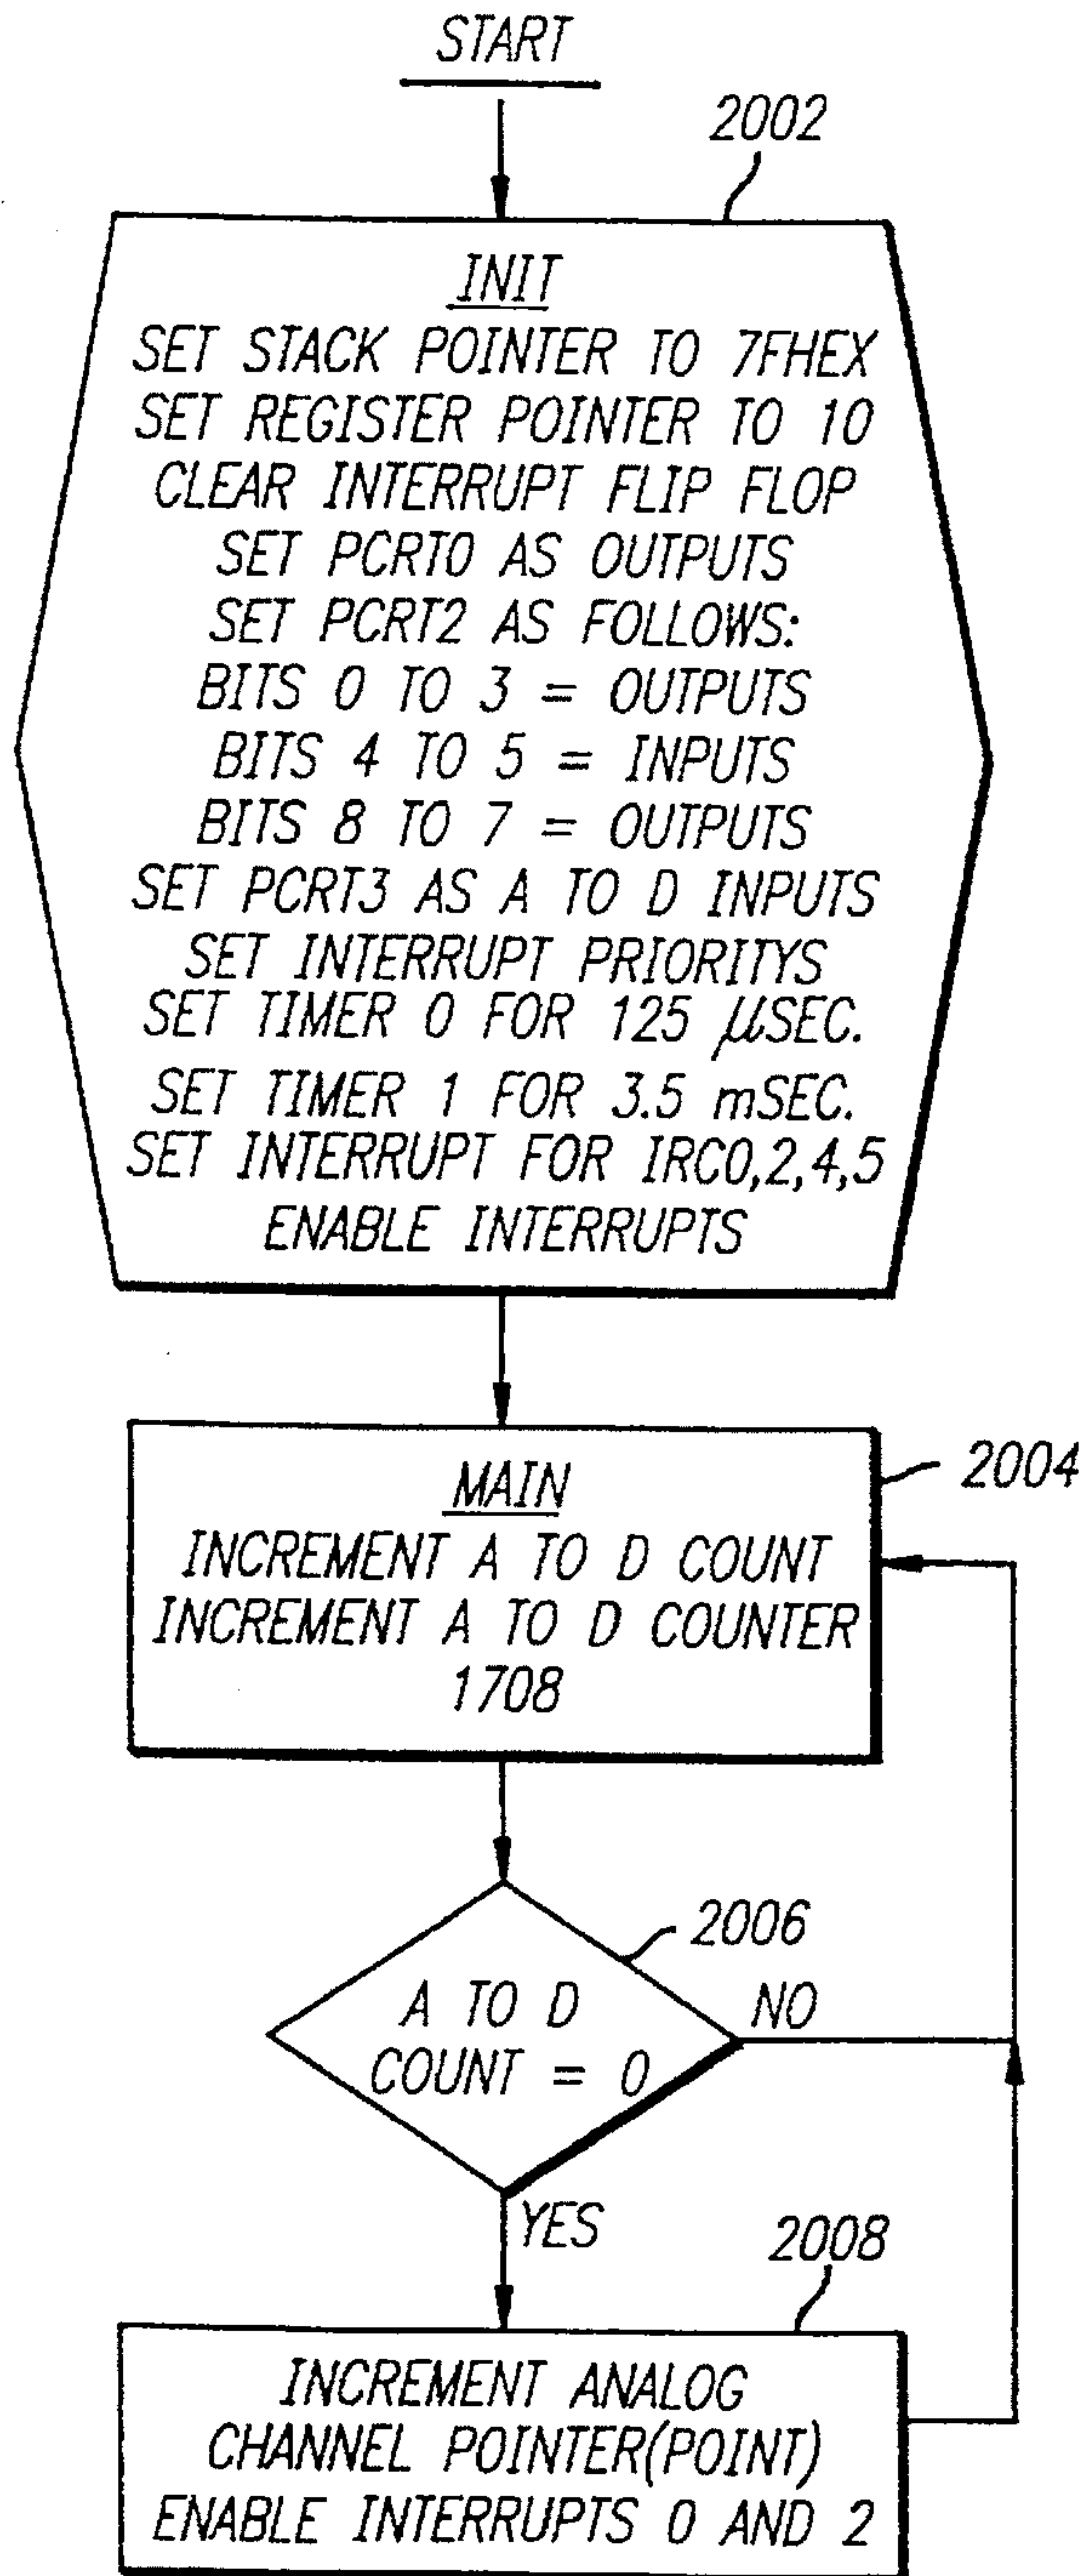 START
2002
INIT
SET STACK POINTER TO 7FHEX
SET REGISTER POINTER TO 10
CLEAR INTERRUPT FLIP FLOP
SET PCRT0 AS OUTPUTS
SET PCRT2 AS FOLLOWS:
BITS 0 TO 3 = OUTPUTS
BITS 4 TO 5 = INPUTS
BITS 8 TO 7 = OUTPUTS
SET PCRT3 AS A TO D INPUTS
SET INTERRUPT PRIORITYS
SET TIMER 0 FOR 125 μSEC.
SET TIMER 1 FOR 3.5 mSEC.
SET INTERRUPT FOR IRC0,2,4,5
ENABLE INTERRUPTS
MAIN
2004
INCREMENT A TO D COUNT
INCREMENT A TO D COUNTER
1708
2006
A TO D
COUNT = 0
NO
YES
2008
INCREMENT ANALOG
CHANNEL POINTER(POINT)
ENABLE INTERRUPTS 0 AND 2